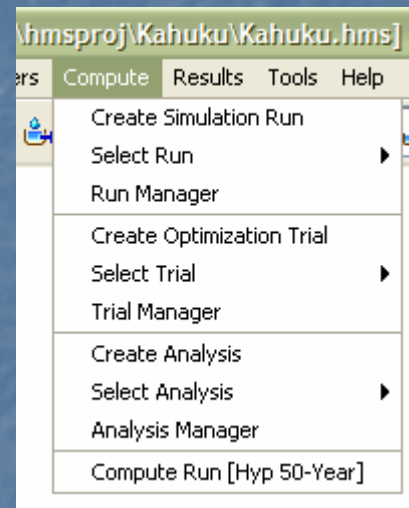 \hmsproj\Kahuku\Kahuku.hms]
ers Compute Results Tools Help
Create Simulation Run
Select Run
Run Manager
Create Optimization Trial
Select Trial
Trial Manager
Create Analysis
Select Analysis
Analysis Manager
Compute Run [Hyp 50-Year]